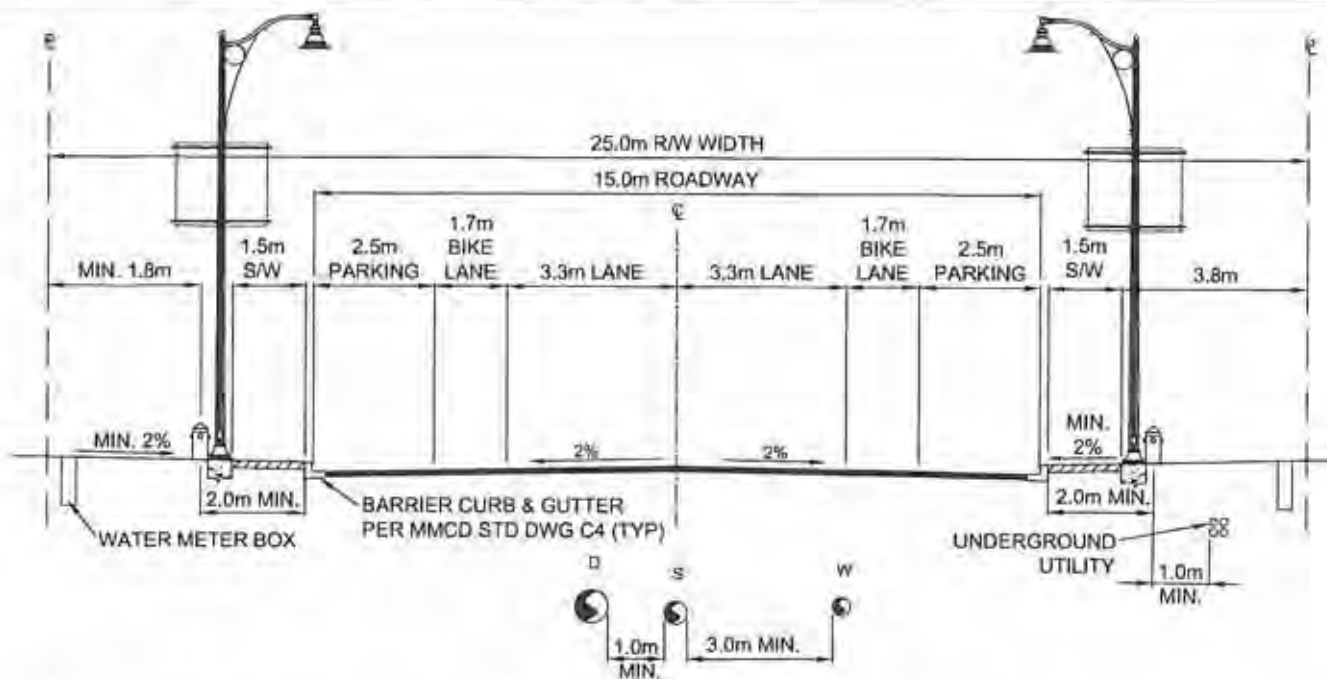 25.0m R/W WIDTH
15.0m ROADWAY
℄
MIN. 1.8m
1.5m
S/W
2.5m
PARKING
1.7m
BIKE
LANE
3.3m LANE
3.3m LANE
1.7m
BIKE
LANE
2.5m
PARKING
1.5m
S/W
3.8m
MIN. 2%
2%
2%
MIN.
2%
2.0m MIN.
BARRIER CURB & GUTTER
PER MMCD STD DWG C4 (TYP)
2.0m MIN.
WATER METER BOX
UNDERGROUND
UTILITY
1.0m
MIN.
D
S
W
1.0m
MIN.
3.0m MIN.